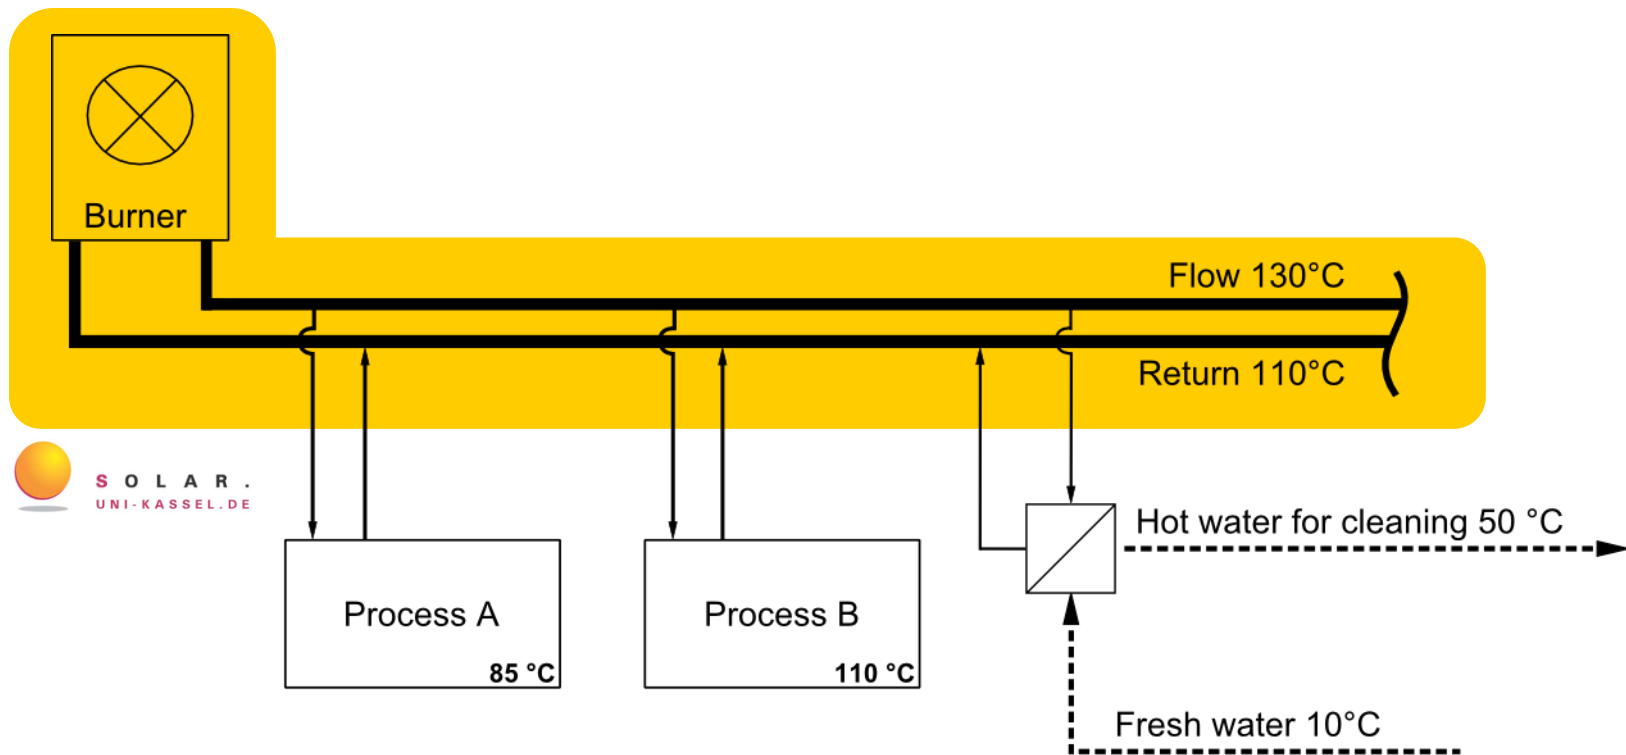 Burner
Flow 130°C
Return 110°C
SOLAR.
UNI-KASSEL.DE
Hot water for cleaning 50 °C
Process A
85 °C
Process B
110 °C
Fresh water 10°C